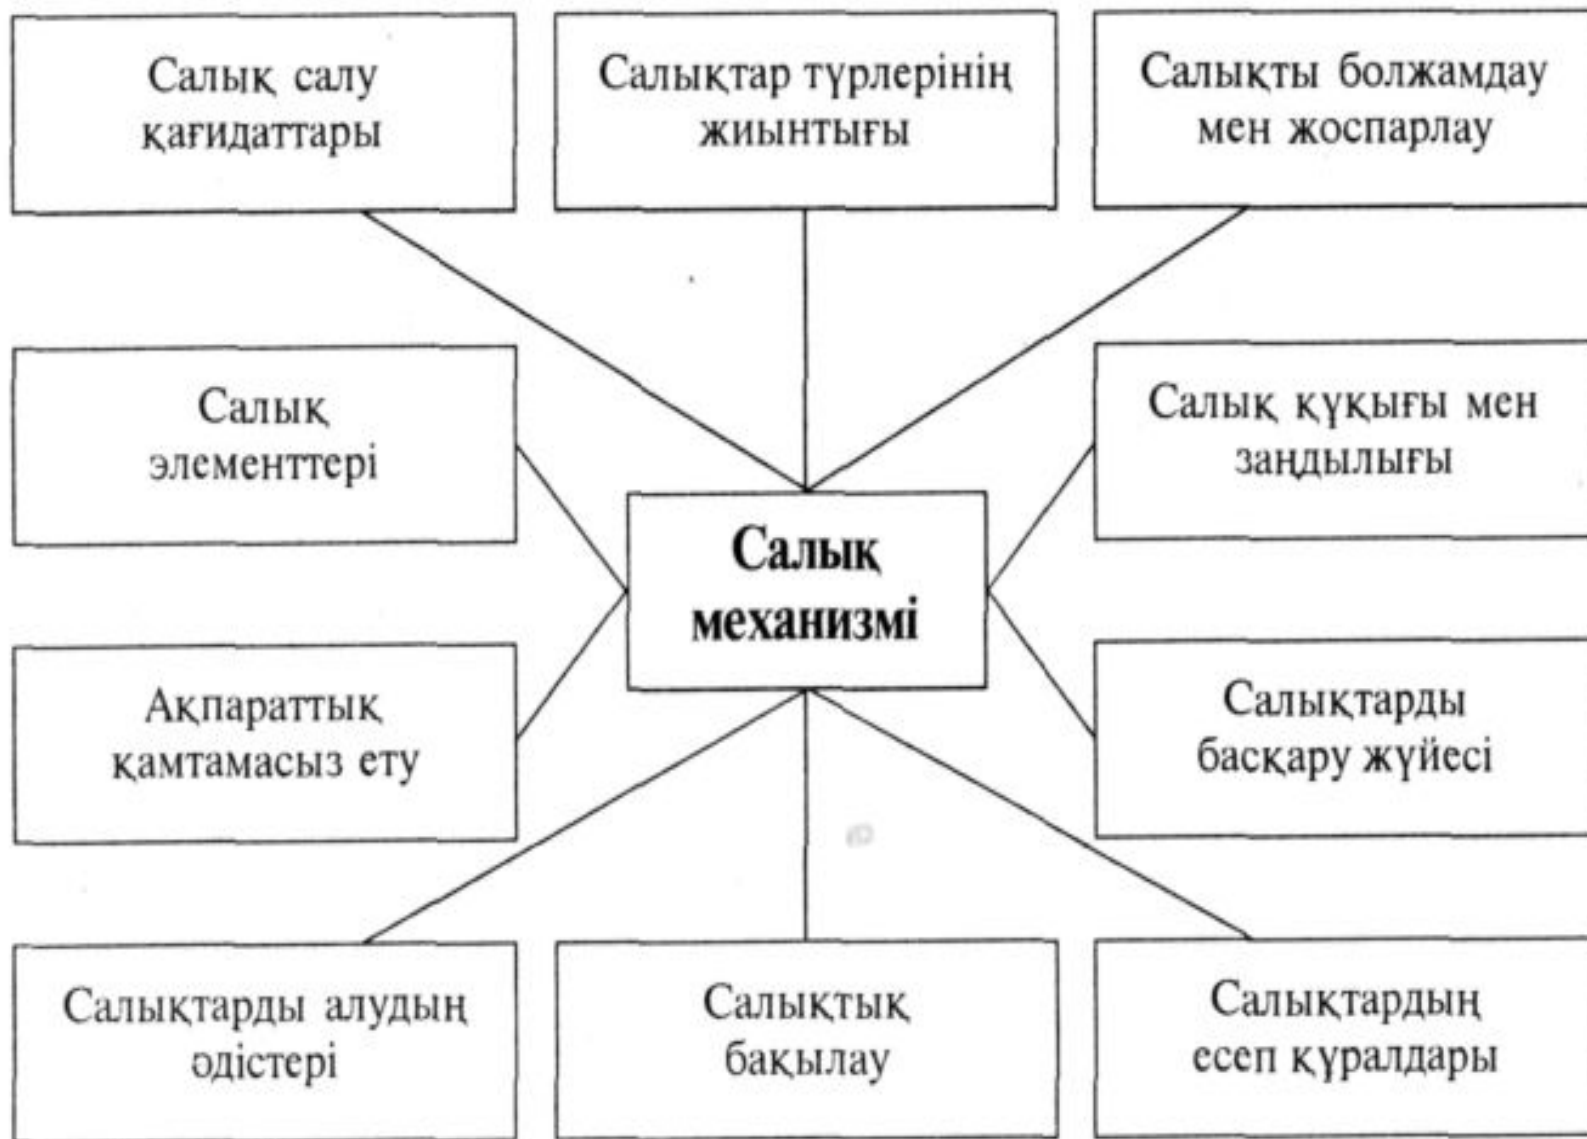 Салық салу
қағидаттары
Салықтар түрлерінің
жиынтығы
Салықты болжамдау
мен жоспарлау
Салық
элементтері
Салық құқығы мен
заңдылығы
Салық
механизмі
Ақпараттық
қамтамасыз ету
Салықтарды
басқару жүйесі
Салықтарды алудың
әдістері
Салықтық
бақылау
Салықтардың
есеп құралдары